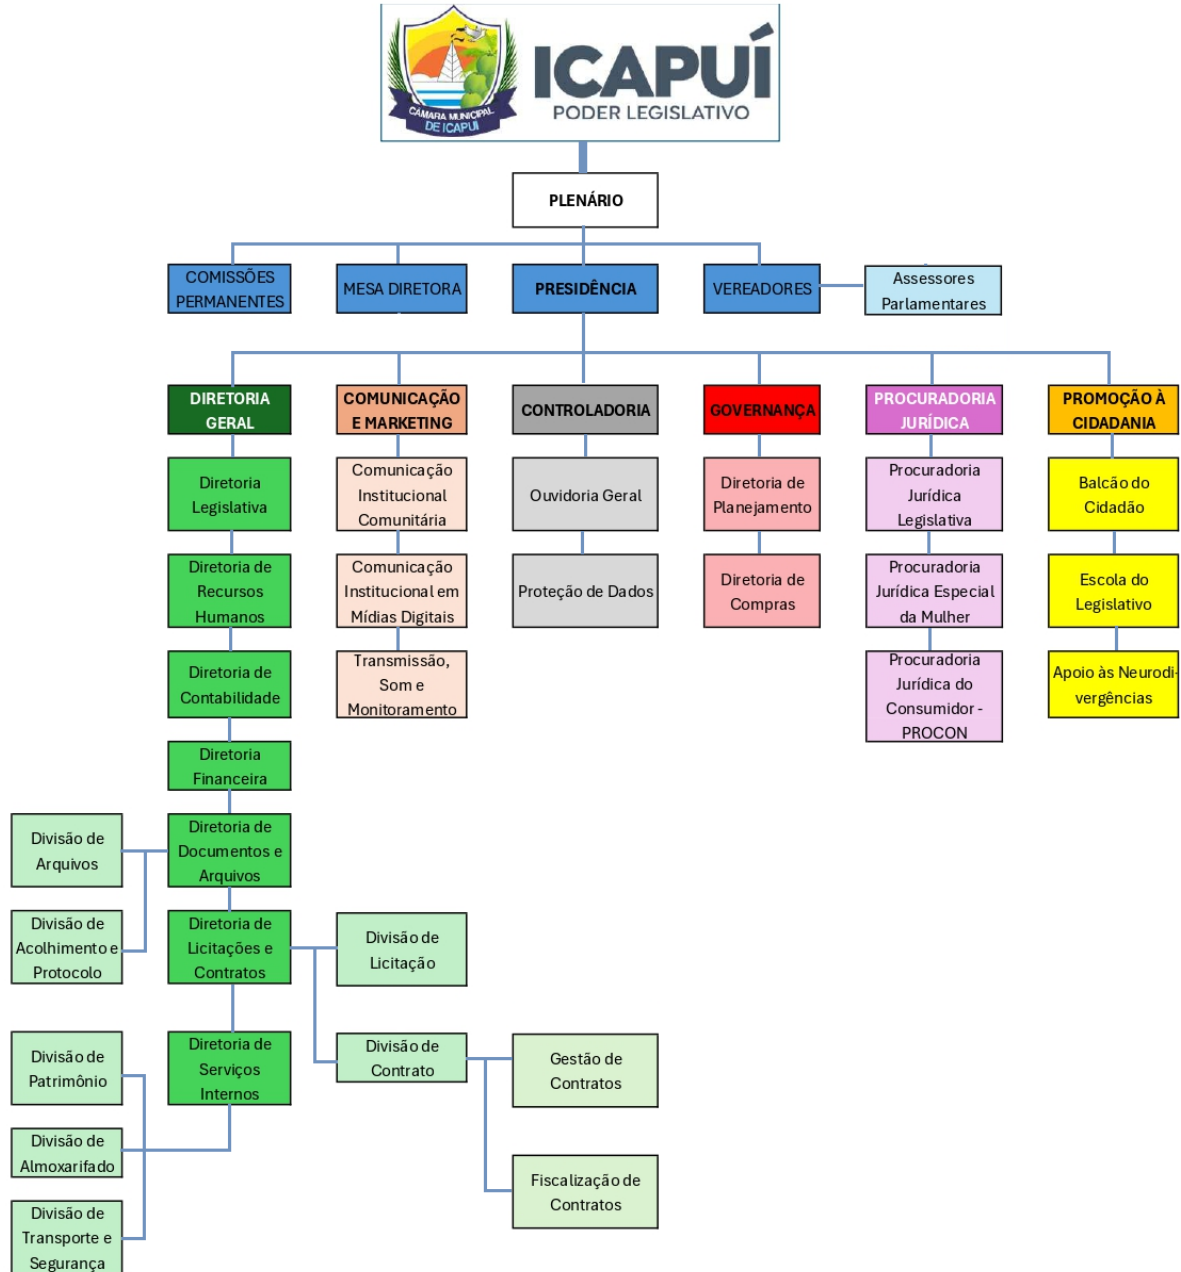 CÂMARA MUNICIPAL
DE ICAPUÍ
ICAPUÍ
PODER LEGISLATIVO
PLENÁRIO
COMISSÕES
PERMANENTES
MESA DIRETORA
PRESIDÊNCIA
VEREADORES
Assessores
Parlamentares
DIRETORIA
GERAL
COMUNICAÇÃO
E MARKETING
CONTROLADORIA
GOVERNANÇA
PROCURADORIA
JURÍDICA
PROMOÇÃO À
CIDADANIA
Diretoria
Legislativa
Comunicação
Institucional
Comunitária
Ouvidoria Geral
Diretoria de
Planejamento
Procuradoria
Jurídica
Legislativa
Balcão do
Cidadão
Diretoria de
Recursos
Humanos
Comunicação
Institucional em
Mídias Digitais
Proteção de Dados
Diretoria de
Compras
Procuradoria
Jurídica Especial
da Mulher
Escola do
Legislativo
Diretoria de
Contabilidade
Transmissão,
Som e
Monitoramento
Procuradoria
Jurídica do
Consumidor -
PROCON
Apoio às Neurodi-
vergências
Diretoria
Financeira
Divisão de
Arquivos
Diretoria de
Documentos e
Arquivos
Divisão de
Acolhimento e
Protocolo
Diretoria de
Licitações e
Contratos
Divisão de
Licitação
Divisão de
Patrimônio
Diretoria de
Serviços
Internos
Divisão de
Contrato
Gestão de
Contratos
Divisão de
Almoxarifado
Fiscalização de
Contratos
Divisão de
Transporte e
Segurança